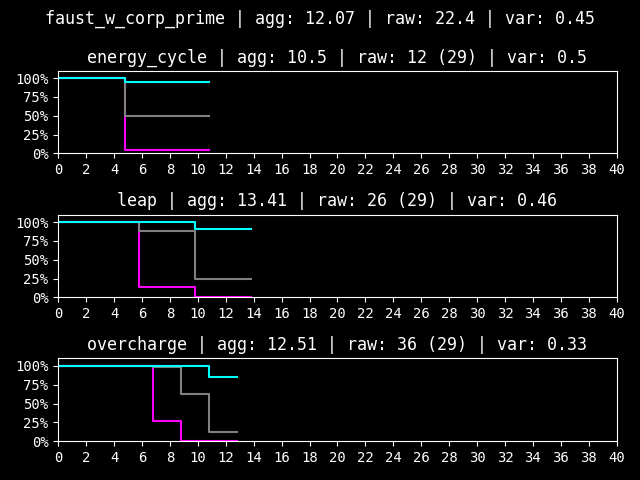 faust_w_corp_prime | agg: 12.07 | raw: 22.4 | var: 0.45
energy_cycle | agg: 10.5 | raw: 12 (29) | var: 0.5
100%
75%
50%
25%
0%
0 2 4 6 8 10 12 14 16 18 20 22 24 26 28 30 32 34 36 38 40
leap | agg: 13.41 | raw: 26 (29) | var: 0.46
100%
75%
50%
25%
0%
0 2 4 6 8 10 12 14 16 18 20 22 24 26 28 30 32 34 36 38 40
overcharge | agg: 12.51 | raw: 36 (29) | var: 0.33
100%
75%
50%
25%
0%
0 2 4 6 8 10 12 14 16 18 20 22 24 26 28 30 32 34 36 38 40